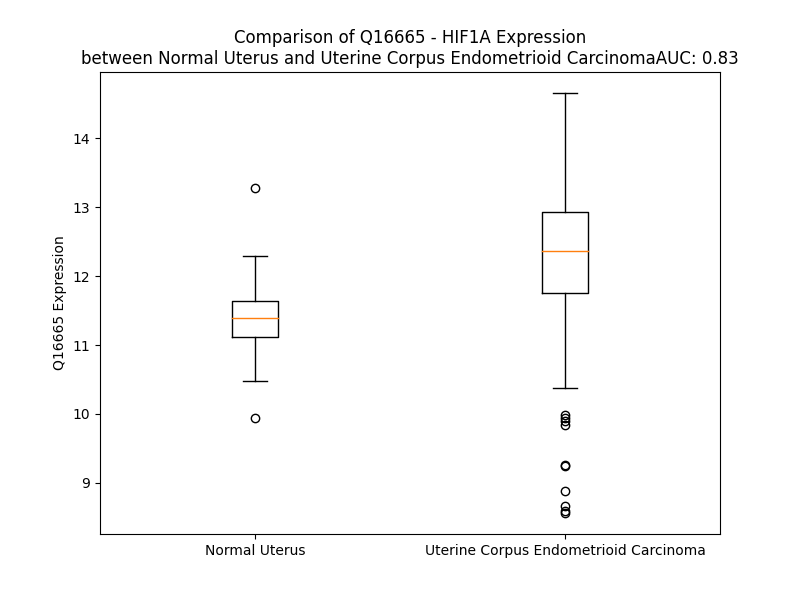 Comparison of Q16665 - HIF1A Expression
between Normal Uterus and Uterine Corpus Endometrioid CarcinomaAUC: 0.83
Q16665 Expression
14
13
12
11
10
9
Normal Uterus
Uterine Corpus Endometrioid Carcinoma